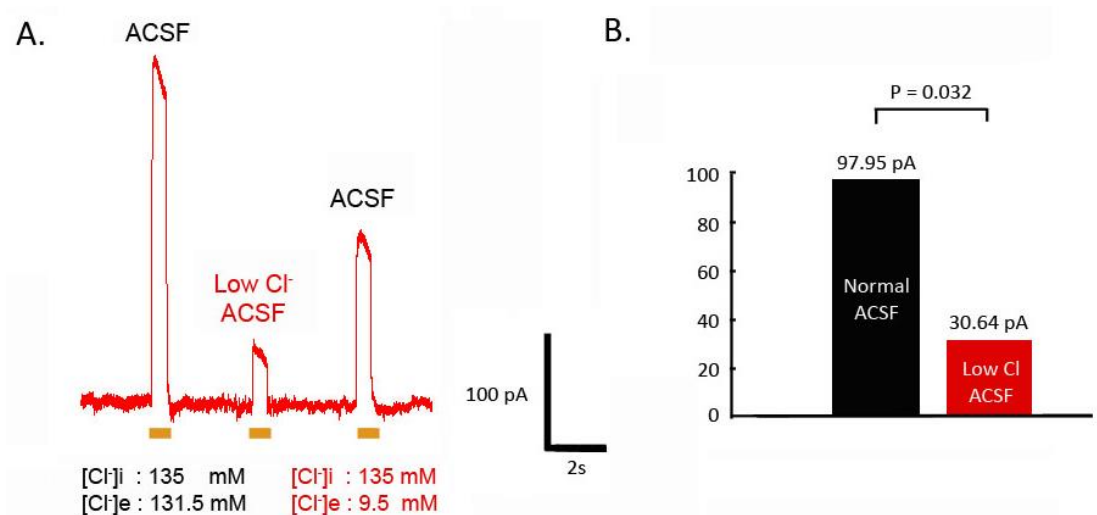 A.
ACSF
Low Cl-
ACSF
ACSF
[Cl-]i : 135 mM
[Cl-]e : 131.5 mM
[Cl-]i : 135 mM
[Cl-]e : 9.5 mM
100 pA
2s
B.
P = 0.032
97.95 pA
30.64 pA
100
80
60
40
20
0
Normal
ACSF
Low Cl
ACSF